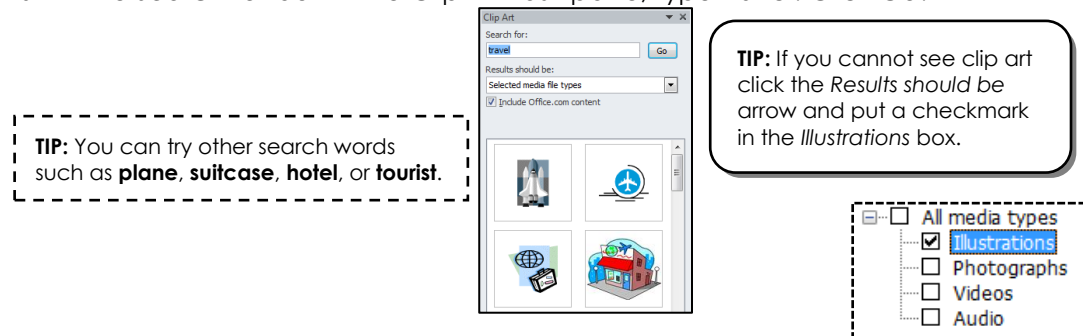 Clip Art
Search for:
travel
Go
Results should be:
Selected media file types
Include Office.com content
TIP: You can try other search words
such as plane, suitcase, hotel, or tourist.
TIP: If you cannot see clip art
click the Results should be
arrow and put a checkmark
in the Illustrations box.
All media types
Illustrations
Photographs
Videos
Audio